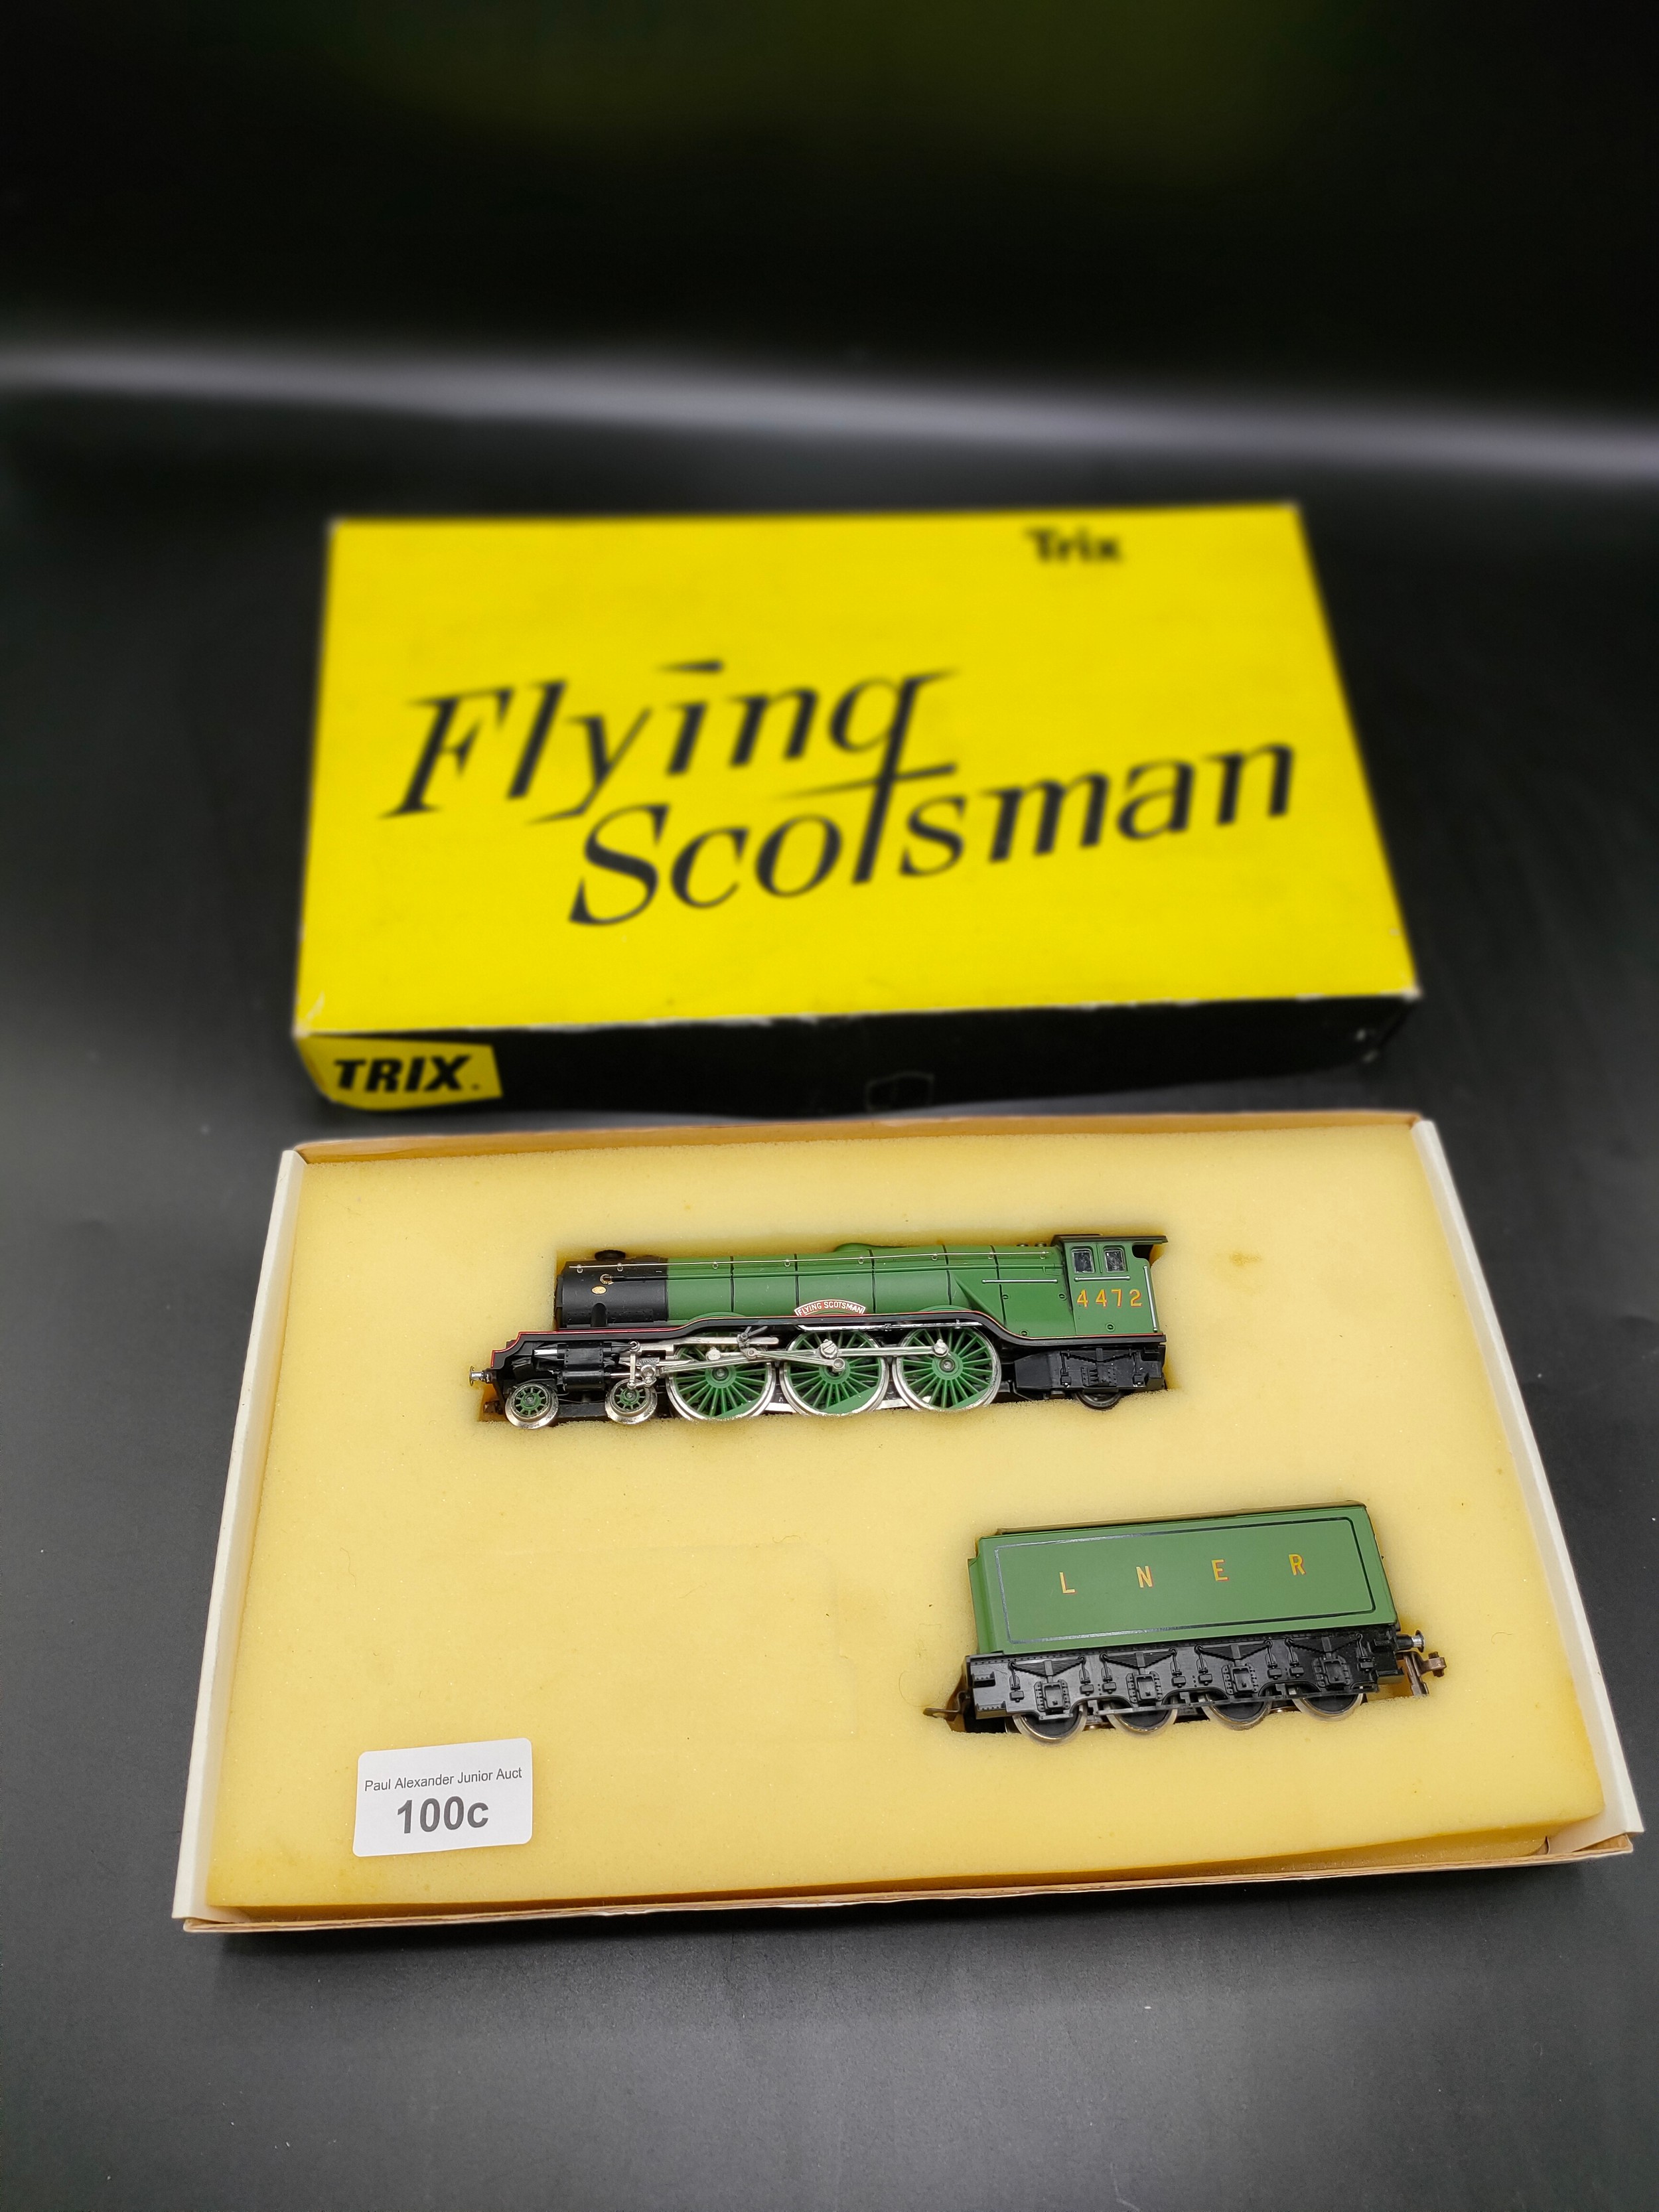 Trix
Flying
Scotsman
TRIX.
4472
FLYING SCOTSMAN
L N E R
Paul Alexander Junior Auct
100c